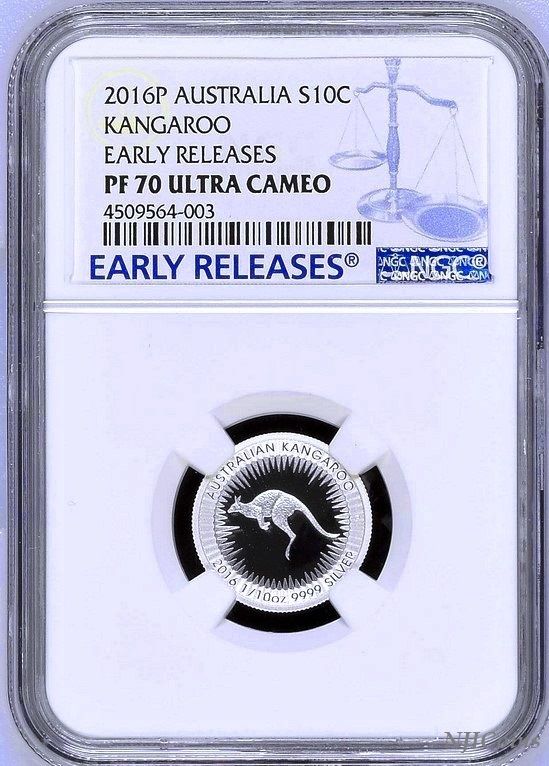 2016P AUSTRALIA S10C
KANGAROO
EARLY RELEASES
PF 70 ULTRA CAMEO
4509564-003
EARLY RELEASES®
NGC
AUSTRALIAN KANGAROO
2016 1/10oz 9999 SILVER